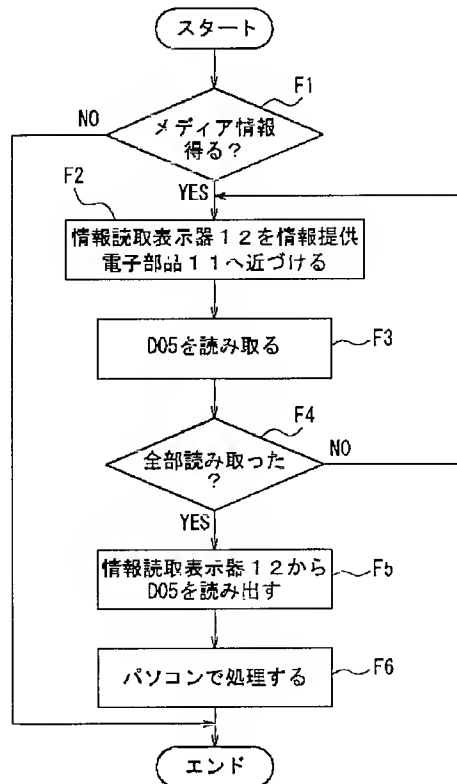 スタート
F1
NO
メディア情報
得る?
F2
YES
情報読取表示器12を情報提供
電子部品11へ近づける
D05を読み取る
F3
F4
全部読み取った
?
NO
YES
情報読取表示器12から
D05を読み出す
F5
パソコンで処理する
F6
エンド